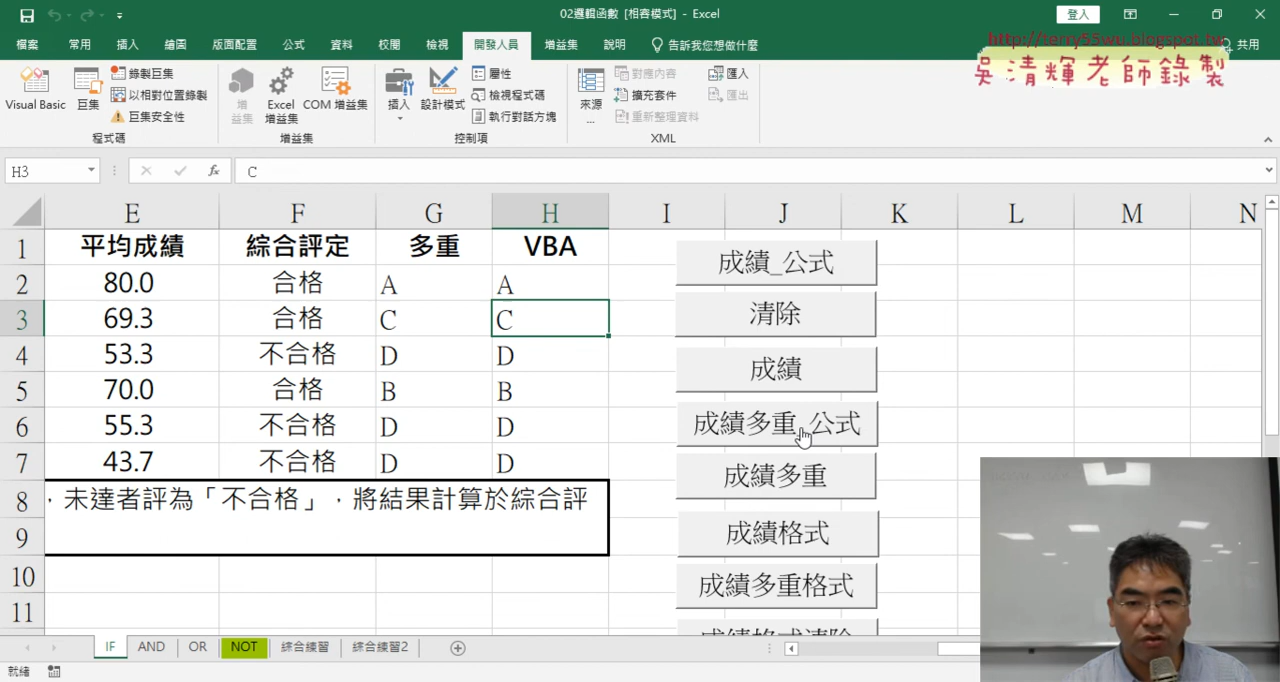 02邏輯函數 [相容模式] - Excel
登入
檔案 常用 插入 繪圖 版面配置 公式 資料 校閱 檢視 開發人員 增益集 說明 告訴我您想做什麼 共用
http://terry55wu.blogspot.tw
吳清輝老師錄製
Visual Basic
巨集
錄製巨集
以相對位置錄製
巨集安全性
程式碼
增益集
Excel 增益集
COM 增益集
增益集
插入
設計模式
屬性
檢視程式碼
執行對話方塊
控制項
來源...
對應內容
擴充套件
重新整理資料
匯入
匯出
XML
H3
fx
C
E F G H I J K L M N
1 平均成績 綜合評定 多重 VBA
2 80.0 合格 A A
3 69.3 合格 C C
4 53.3 不合格 D D
5 70.0 合格 B B
6 55.3 不合格 D D
7 43.7 不合格 D D
8 ，未達者評為「不合格」，將結果計算於綜合評
9
10
11
成績_公式
清除
成績
成績多重_公式
成績多重
成績格式
成績多重格式
成績格式清除
IF AND OR NOT 綜合練習 綜合練習2
就緒